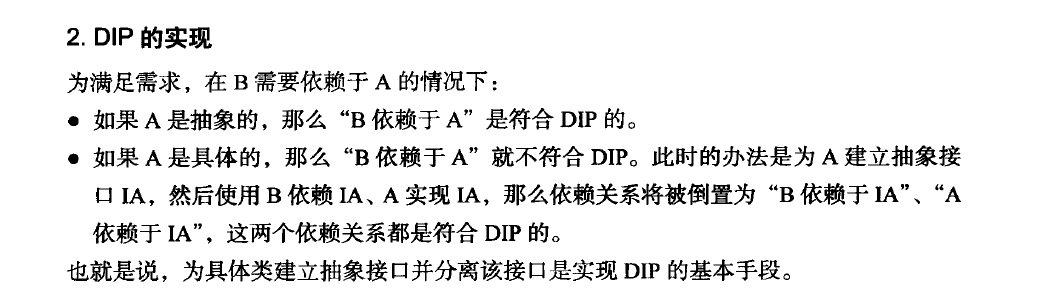 2. DIP 的实现
为满足需求，在 B 需要依赖于 A 的情况下：
● 如果 A 是抽象的，那么“B 依赖于 A”是符合 DIP 的。
● 如果 A 是具体的，那么“B 依赖于 A”就不符合 DIP。此时的办法是为 A 建立抽象接
口 IA，然后使用 B 依赖 IA、A 实现 IA，那么依赖关系将被倒置为“B 依赖于 IA”、“A
依赖于 IA”，这两个依赖关系都是符合 DIP 的。
也就是说，为具体类建立抽象接口并分离该接口是实现 DIP 的基本手段。